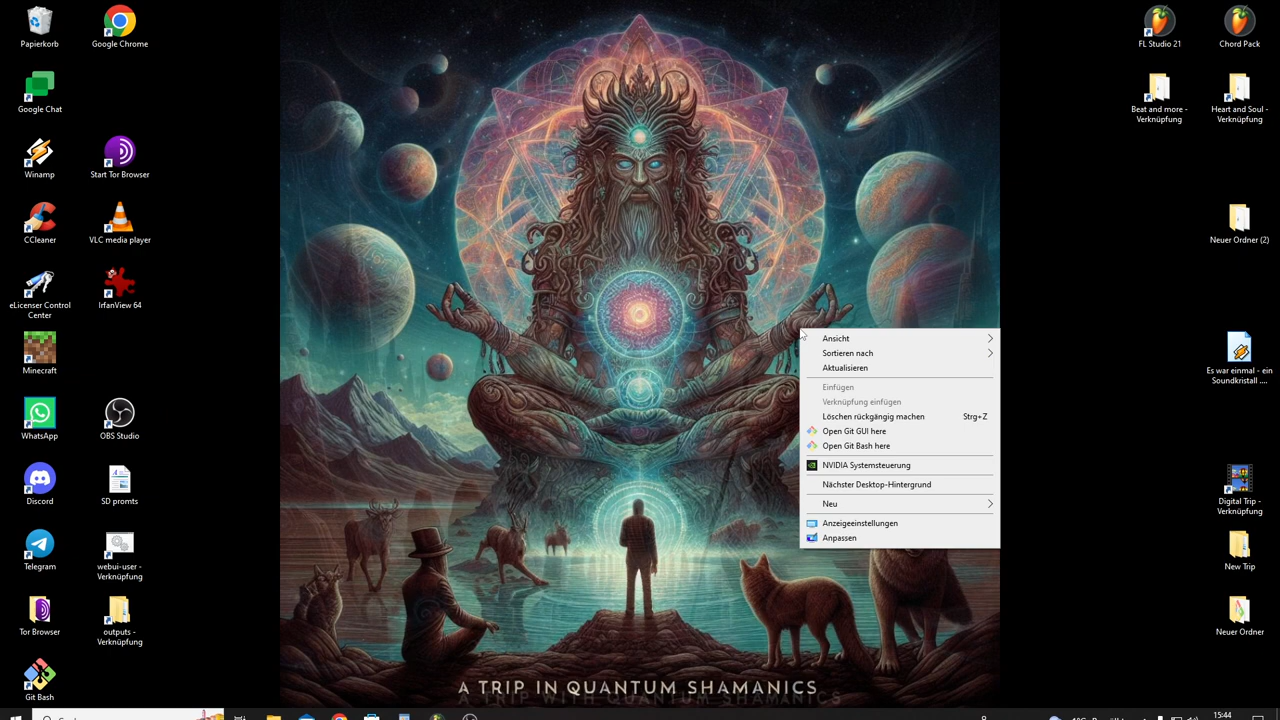 Papierkorb
Google Chrome
FL Studio 21
Chord Pack
Google Chat
Beat and more -
Verknüpfung
Heart and Soul -
Verknüpfung
Winamp
Start Tor Browser
CCleaner
VLC media player
Neuer Ordner (2)
eLicenser Control
Center
IrfanView 64
Minecraft
Es war einmal - ein
Soundkristall ....
Ansicht
Sortieren nach
Aktualisieren
Einfügen
Verknüpfung einfügen
Löschen rückgängig machen Strg+Z
Open Git GUI here
Open Git Bash here
NVIDIA Systemsteuerung
Nächster Desktop-Hintergrund
Neu
Anzeigeeinstellungen
Anpassen
WhatsApp
OBS Studio
Discord
SD promts
Digital Trip -
Verknüpfung
Telegram
webui-user -
Verknüpfung
New Trip
Tor Browser
outputs -
Verknüpfung
Neuer Ordner
Git Bash
A TRIP IN QUANTUM SHAMANICS
TRIP WITH QUANTUM SHAMANICS
15:44